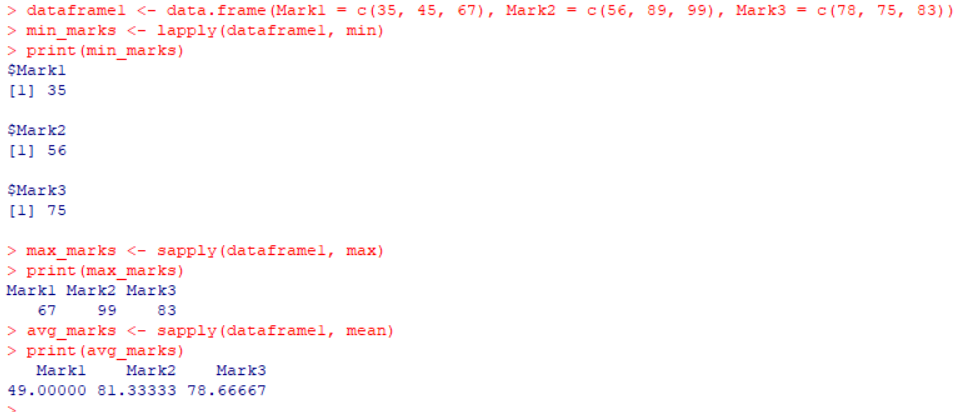 > dataframe1 <- data.frame(Mark1 = c(35, 45, 67), Mark2 = c(56, 89, 99), Mark3 = c(78, 75, 83))
> min_marks <- lapply(dataframe1, min)
> print(min_marks)
$Mark1
[1] 35
$Mark2
[1] 56
$Mark3
[1] 75
> max_marks <- sapply(dataframe1, max)
> print(max_marks)
Mark1 Mark2 Mark3
   67    99    83
> avg_marks <- sapply(dataframe1, mean)
> print(avg_marks)
   Mark1    Mark2    Mark3
49.00000 81.33333 78.66667
>